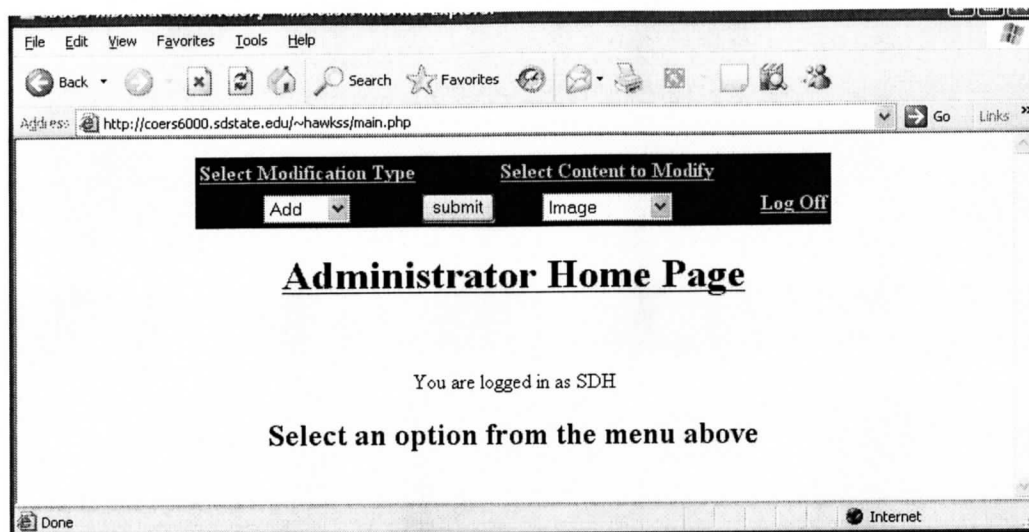 File Edit View Favorites Tools Help
Back Search Favorites
Address http://coers6000.sdstate.edu/~hawkss/main.php Go Links »
Select Modification Type Select Content to Modify
Add submit Image Log Off
Administrator Home Page
You are logged in as SDH
Select an option from the menu above
Done Internet